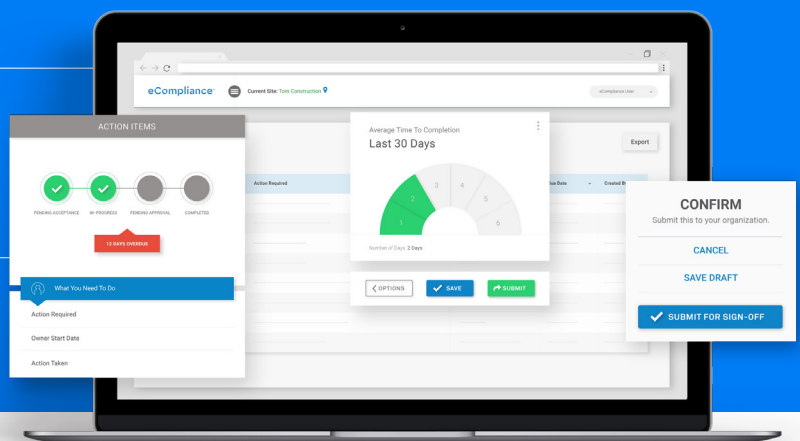 eCompliance
Current Site: Tom Construction
eCompliance User
ACTION ITEMS
PENDING ACCEPTANCE
IN-PROGRESS
PENDING APPROVAL
COMPLETED
12 DAYS OVERDUE
What You Need To Do
Action Required
Owner Start Date
Action Taken
Action Required
Average Time To Completion
Last 30 Days
1
2
3
4
5
6
Number of Days: 2 Days
OPTIONS
SAVE
SUBMIT
Export
Due Date
Created By
CONFIRM
Submit this to your organization.
CANCEL
SAVE DRAFT
SUBMIT FOR SIGN-OFF